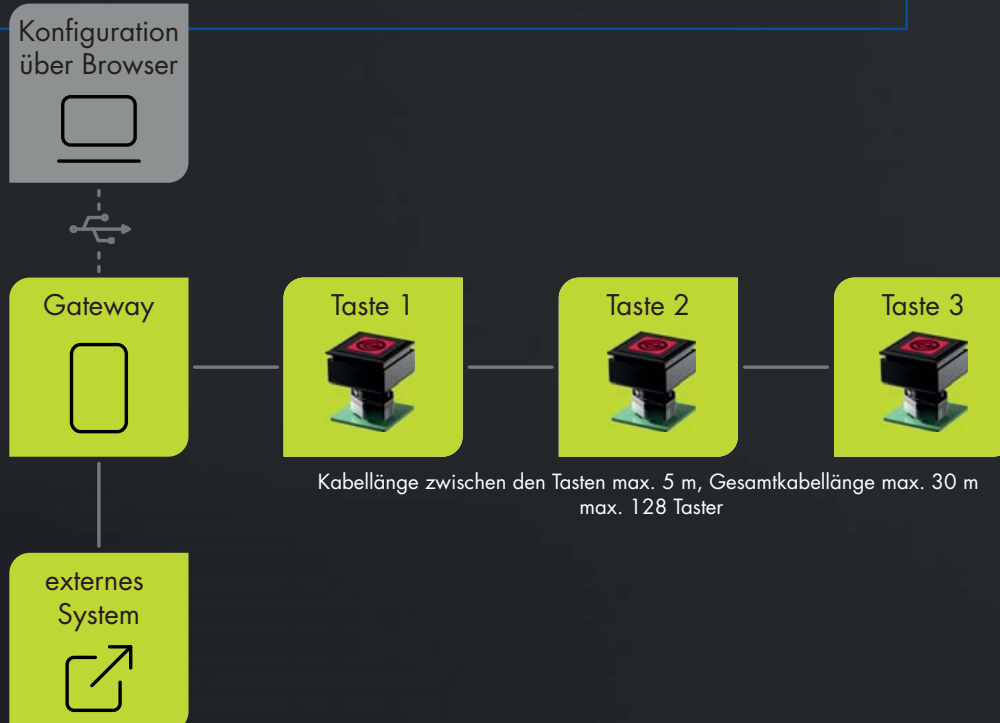 Konfiguration
über Browser
Gateway
Taste 1
Taste 2
Taste 3
Kabellänge zwischen den Tasten max. 5 m, Gesamtkabellänge max. 30 m
max. 128 Taster
externes
System